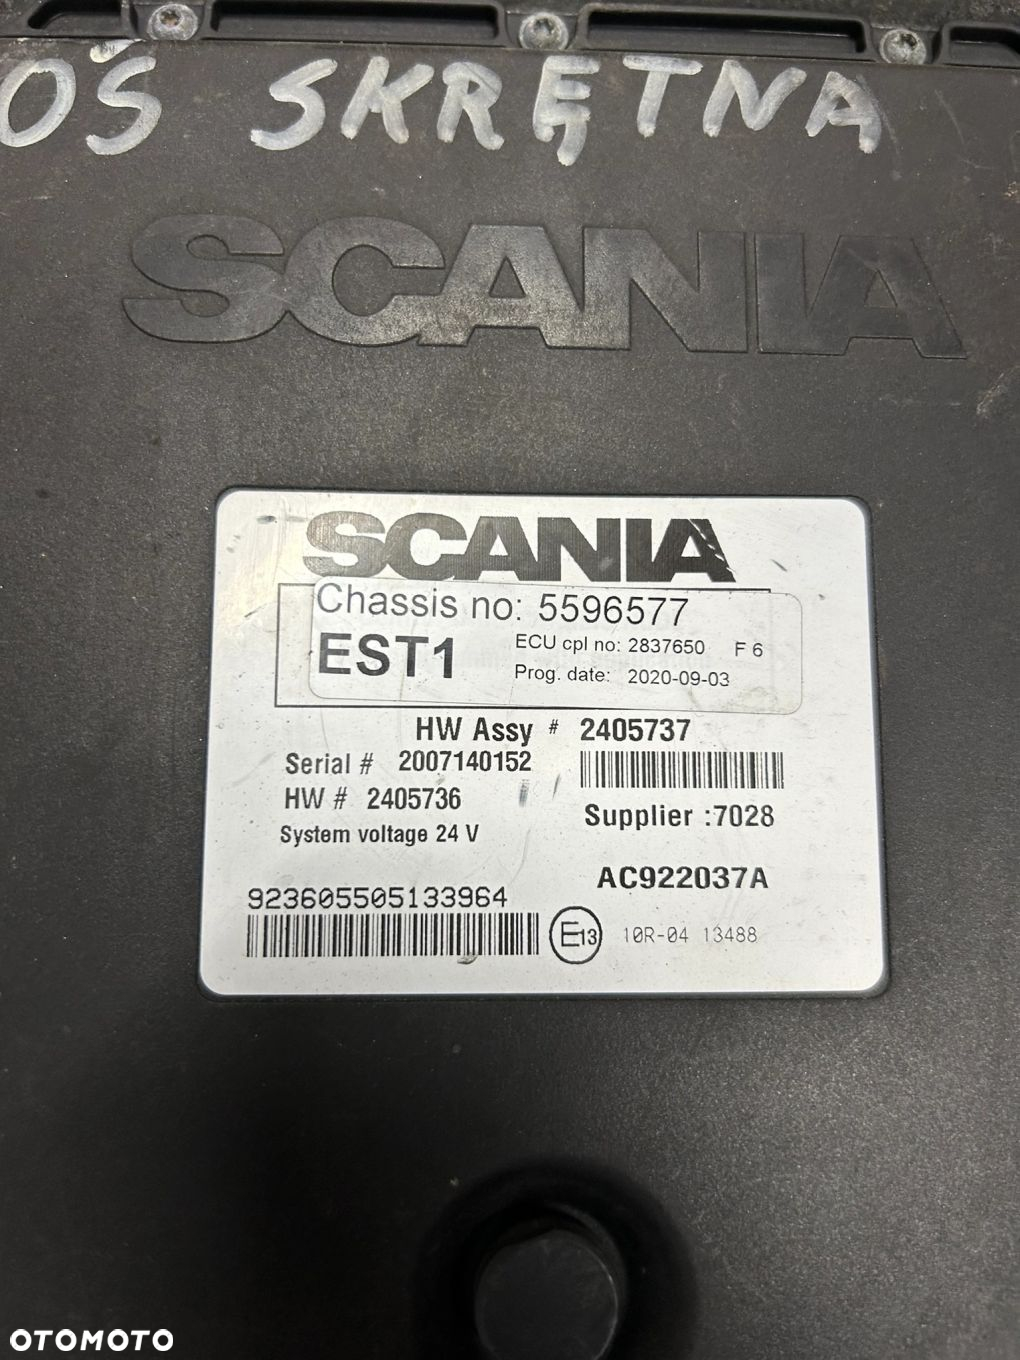 OŚ SKRĘTNA
SCANIA
SCANIA
Chassis no: 5596577
EST1
ECU cpl no: 2837650 F 6
Prog. date: 2020-09-03
HW Assy # 2405737
Serial # 2007140152
HW # 2405736
Supplier :7028
System voltage 24 V
AC922037A
923605505133964
E13 10R-04 13488
OTOMOTO